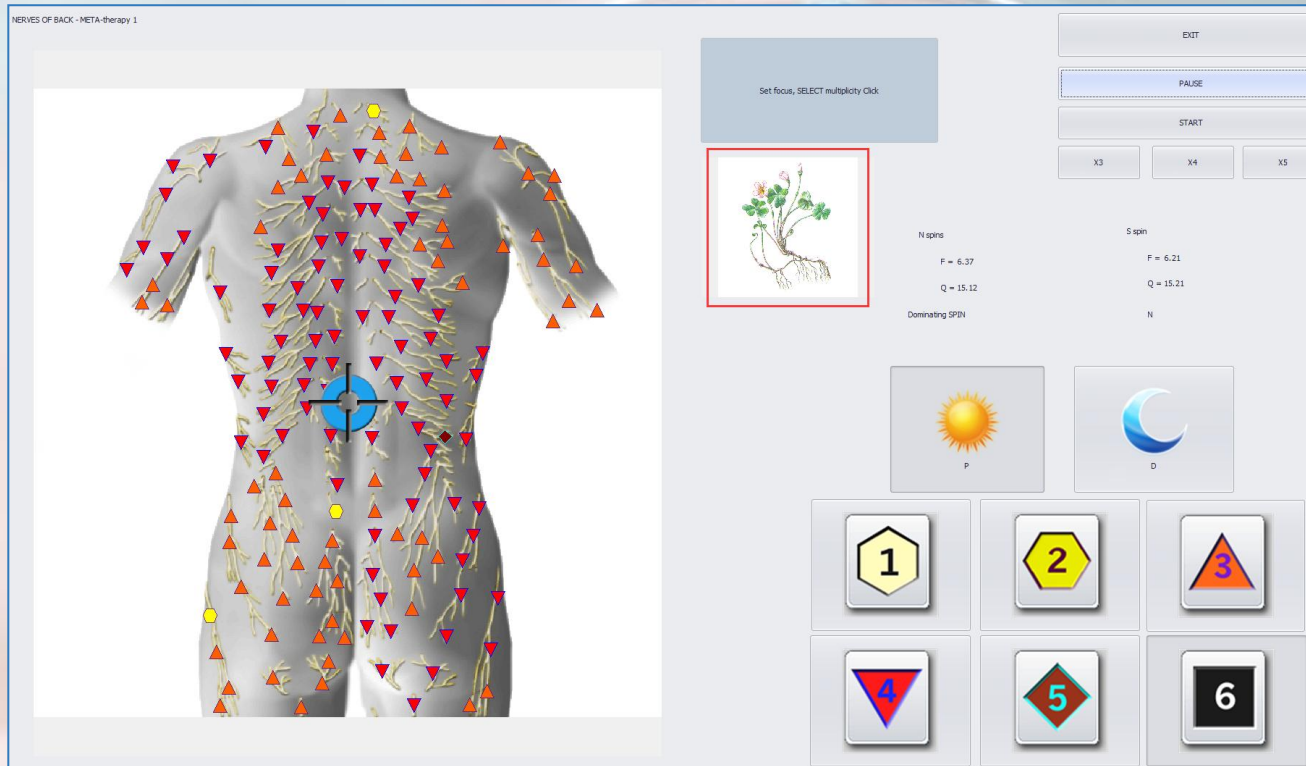 NERVES OF BACK - META-therapy 1
EXIT
Set focus, SELECT multiplicity Click
PAUSE
START
X3 X4 X5
N spins S spin
F = 6.37 F = 6.21
Q = 15.12 Q = 15.21
Dominating SPIN N
P D
1 2 3
4 5 6